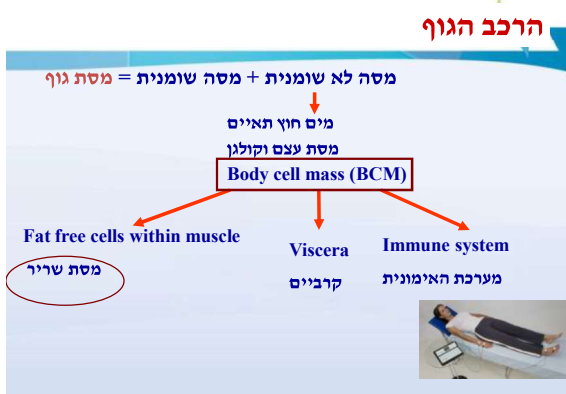 הרכב הגוף
מסת גוף = מסה שומנית + מסה לא שומנית
מים חוץ תאיים
מסת עצם וקולגן
Body cell mass (BCM)
Fat free cells within muscle
מסת שריר
Viscera
קרביים
Immune system
מערכת האימונית